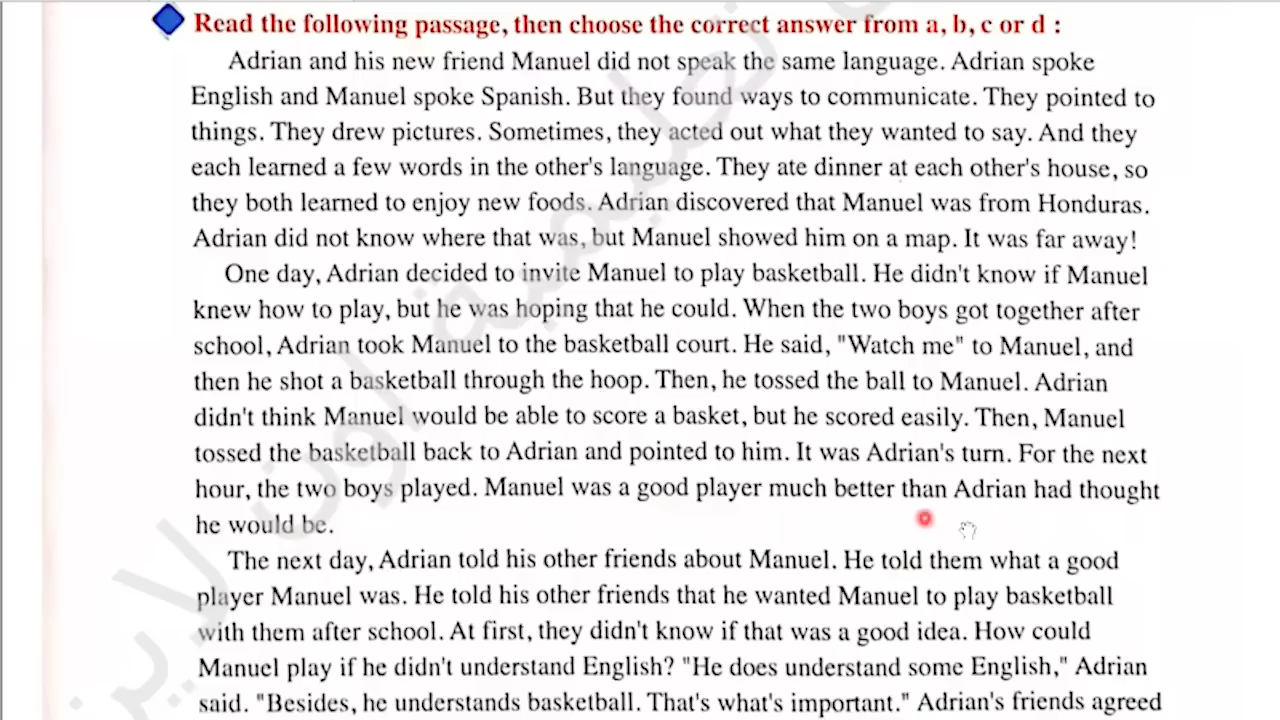 Read the following passage, then choose the correct answer from a, b, c or d :
Adrian and his new friend Manuel did not speak the same language. Adrian spoke
English and Manuel spoke Spanish. But they found ways to communicate. They pointed to
things. They drew pictures. Sometimes, they acted out what they wanted to say. And they
each learned a few words in the other's language. They ate dinner at each other's house, so
they both learned to enjoy new foods. Adrian discovered that Manuel was from Honduras.
Adrian did not know where that was, but Manuel showed him on a map. It was far away!
One day, Adrian decided to invite Manuel to play basketball. He didn't know if Manuel
knew how to play, but he was hoping that he could. When the two boys got together after
school, Adrian took Manuel to the basketball court. He said, "Watch me" to Manuel, and
then he shot a basketball through the hoop. Then, he tossed the ball to Manuel. Adrian
didn't think Manuel would be able to score a basket, but he scored easily. Then, Manuel
tossed the basketball back to Adrian and pointed to him. It was Adrian's turn. For the next
hour, the two boys played. Manuel was a good player much better than Adrian had thought
he would be.
The next day, Adrian told his other friends about Manuel. He told them what a good
player Manuel was. He told his other friends that he wanted Manuel to play basketball
with them after school. At first, they didn't know if that was a good idea. How could
Manuel play if he didn't understand English? "He does understand some English," Adrian
said. "Besides, he understands basketball. That's what's important." Adrian's friends agreed